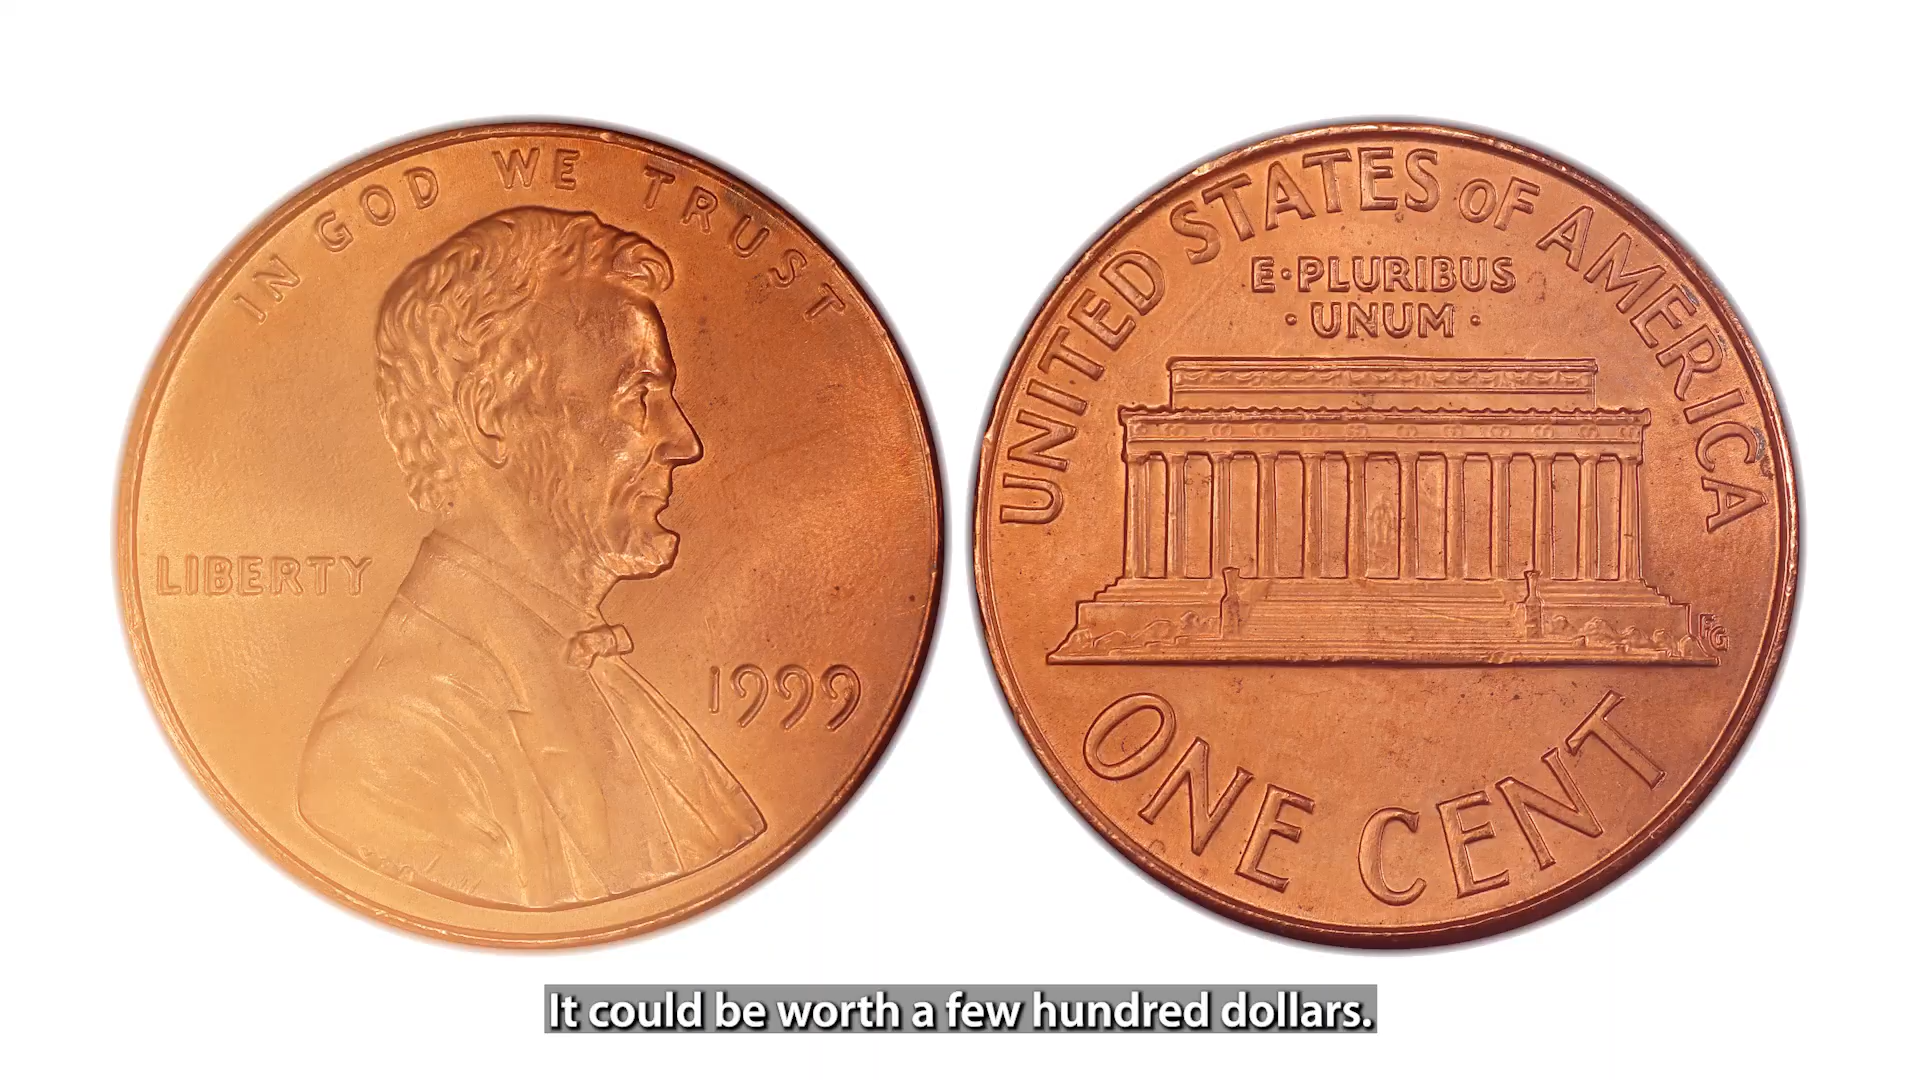 IN GOD WE TRUST
LIBERTY
1999
UNITED STATES OF AMERICA
E·PLURIBUS
·UNUM·
FG
ONE CENT
It could be worth a few hundred dollars.